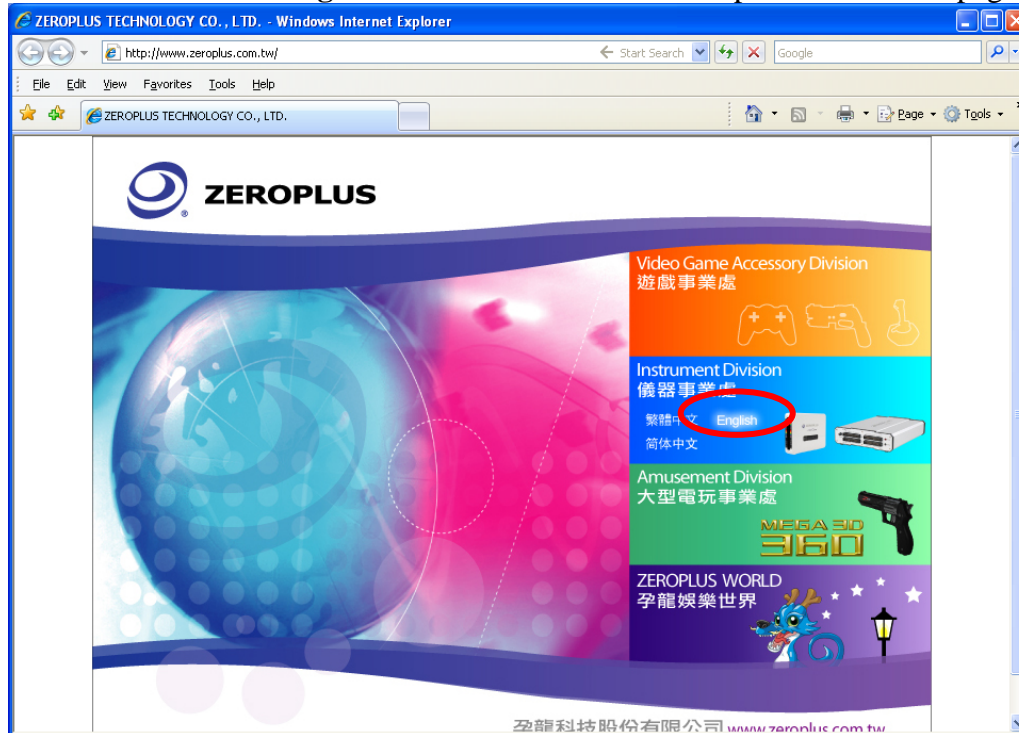 ZEROPLUS TECHNOLOGY CO., LTD. - Windows Internet Explorer
http://www.zeroplus.com.tw/
Start Search
Google
File Edit View Favorites Tools Help
ZEROPLUS TECHNOLOGY CO., LTD.
Page Tools
ZEROPLUS
Video Game Accessory Division
遊戲事業處
Instrument Division
儀器事業處
繁體中文 English
简体中文
Amusement Division
大型電玩事業處
MEGA 3D
360
ZEROPLUS WORLD
孕龍娛樂世界
孕龍科技股份有限公司 www.zeroplus.com.tw